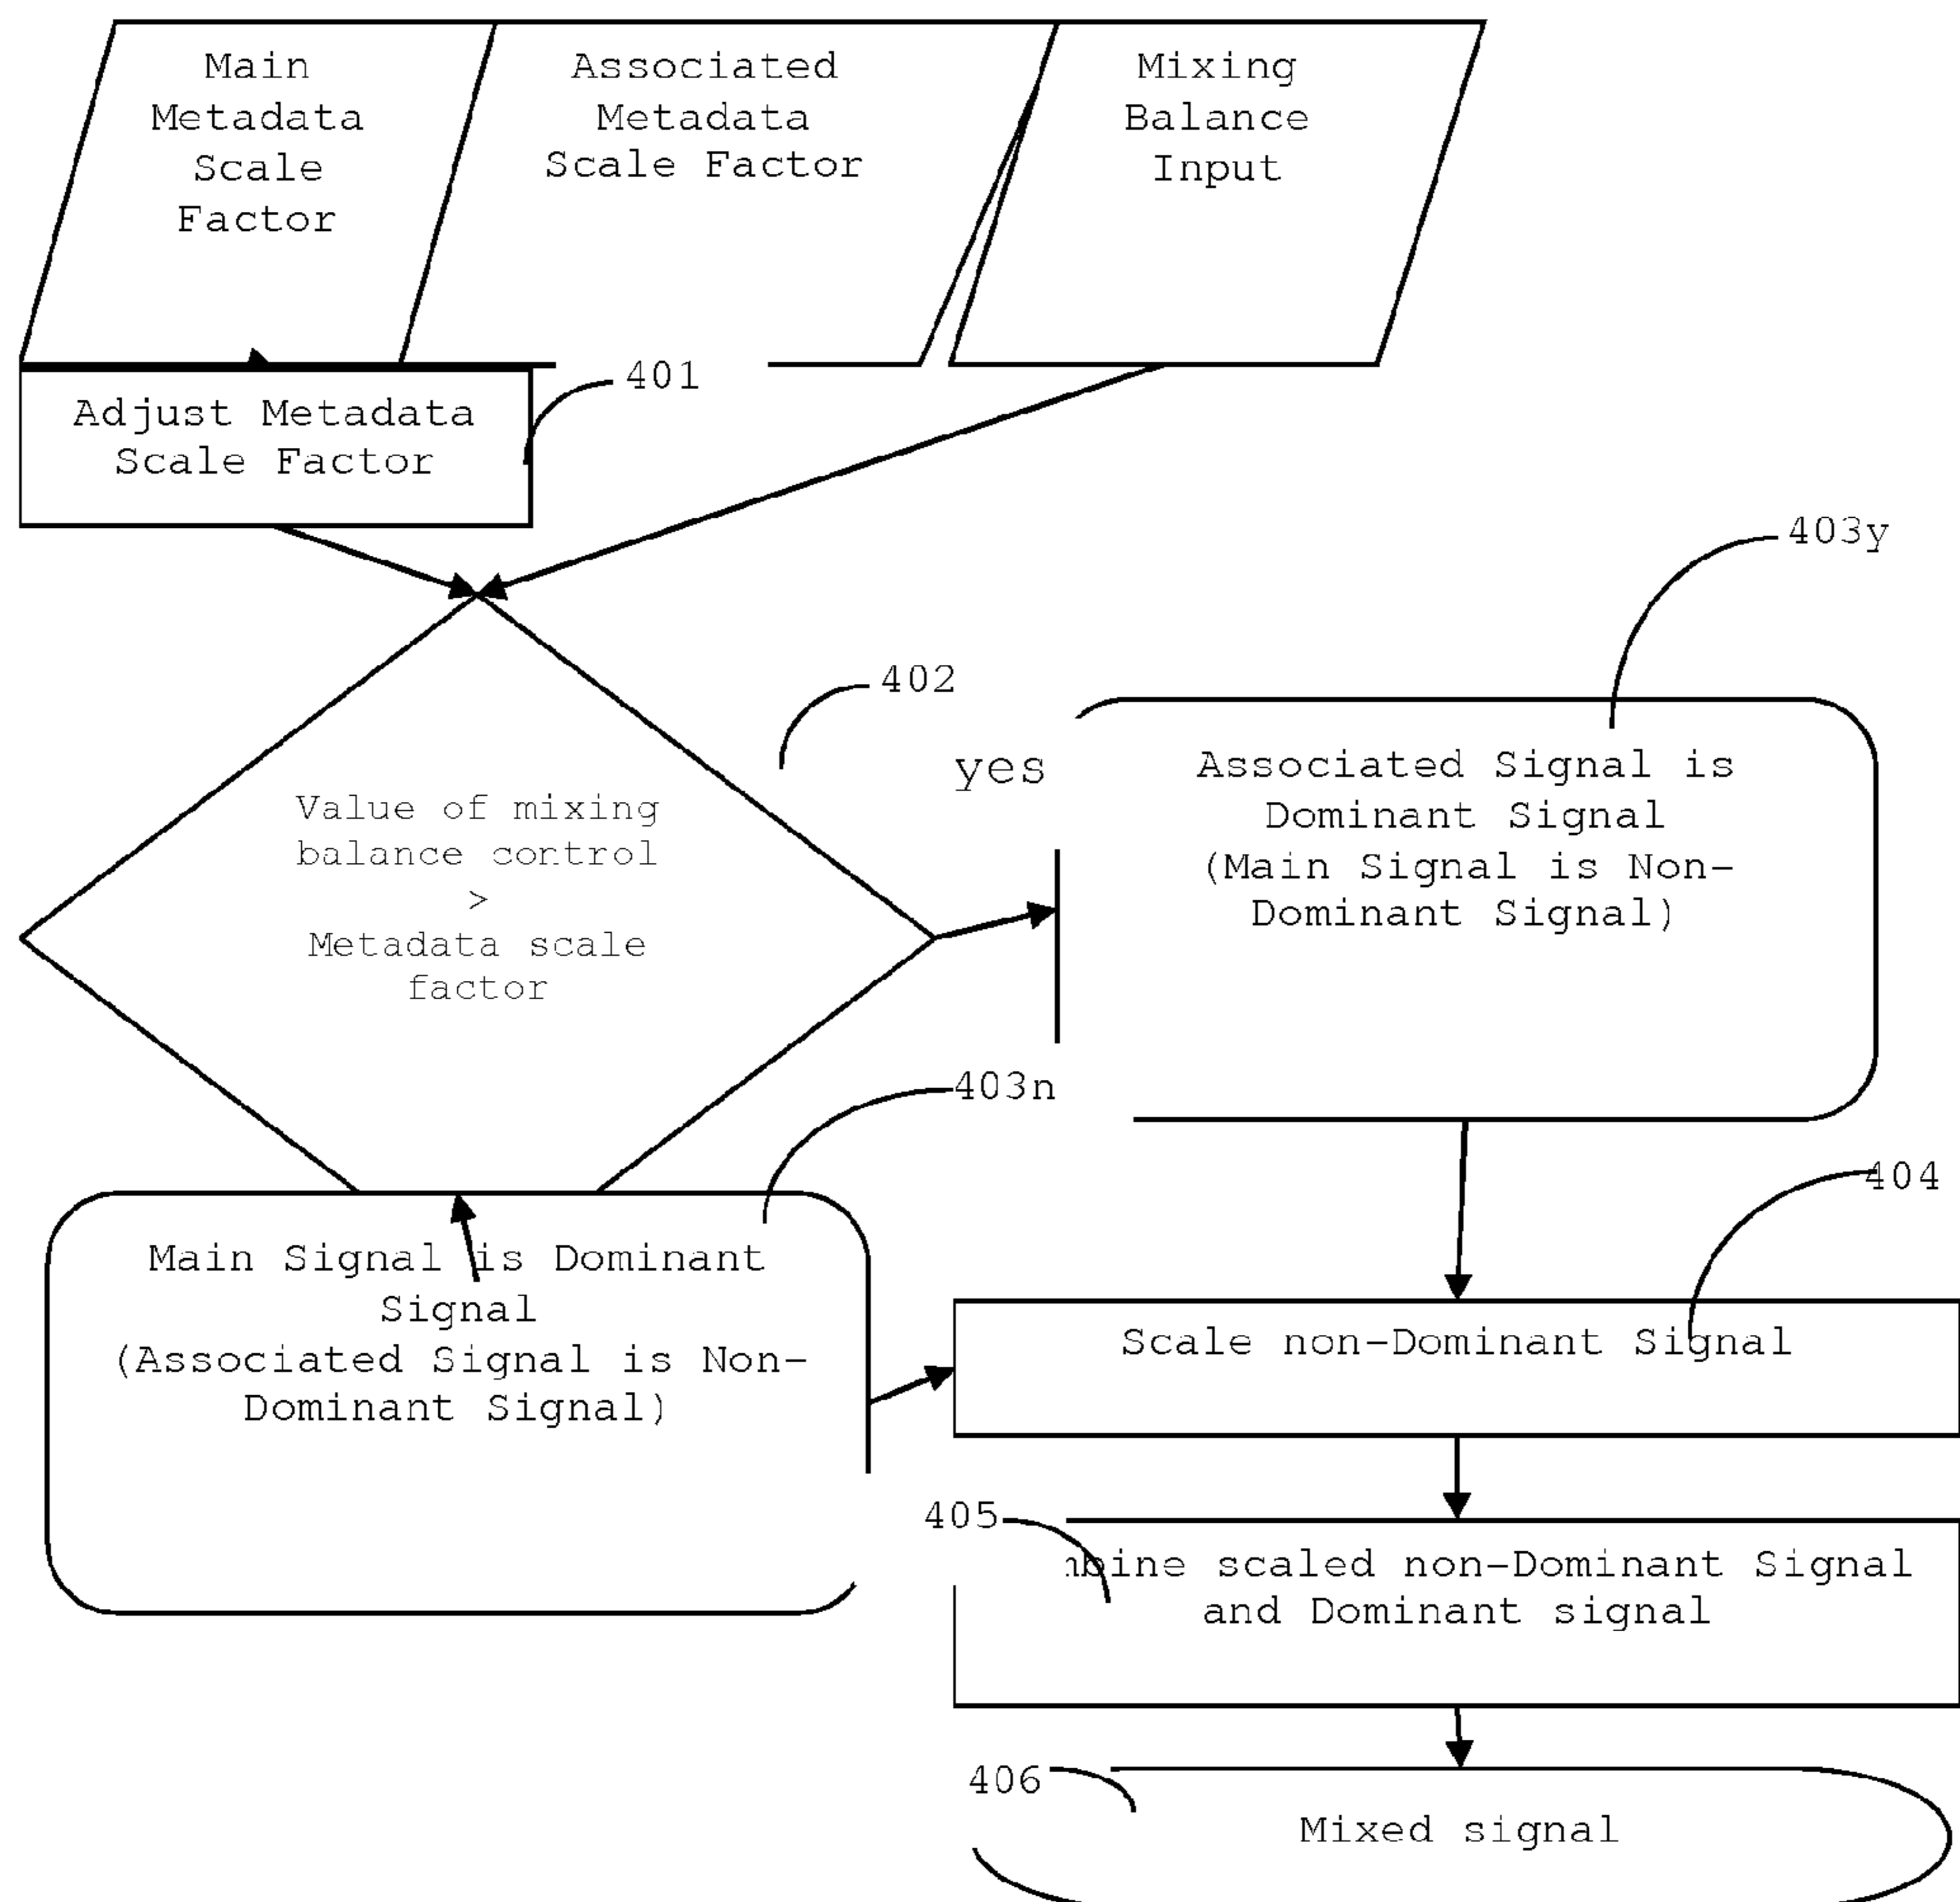 Main
Metadata
Scale
Factor
Associated
Metadata
Scale Factor
Mixing
Balance
Input
401
Adjust Metadata
Scale Factor
403y
402
yes
Value of mixing
balance control
>
Metadata scale
factor
Associated Signal is
Dominant Signal
(Main Signal is Non-
Dominant Signal)
403n
404
Main Signal is Dominant
Signal
(Associated Signal is Non-
Dominant Signal)
Scale non-Dominant Signal
405
scaled non-Dominant Signal
and Dominant signal
406
Mixed signal